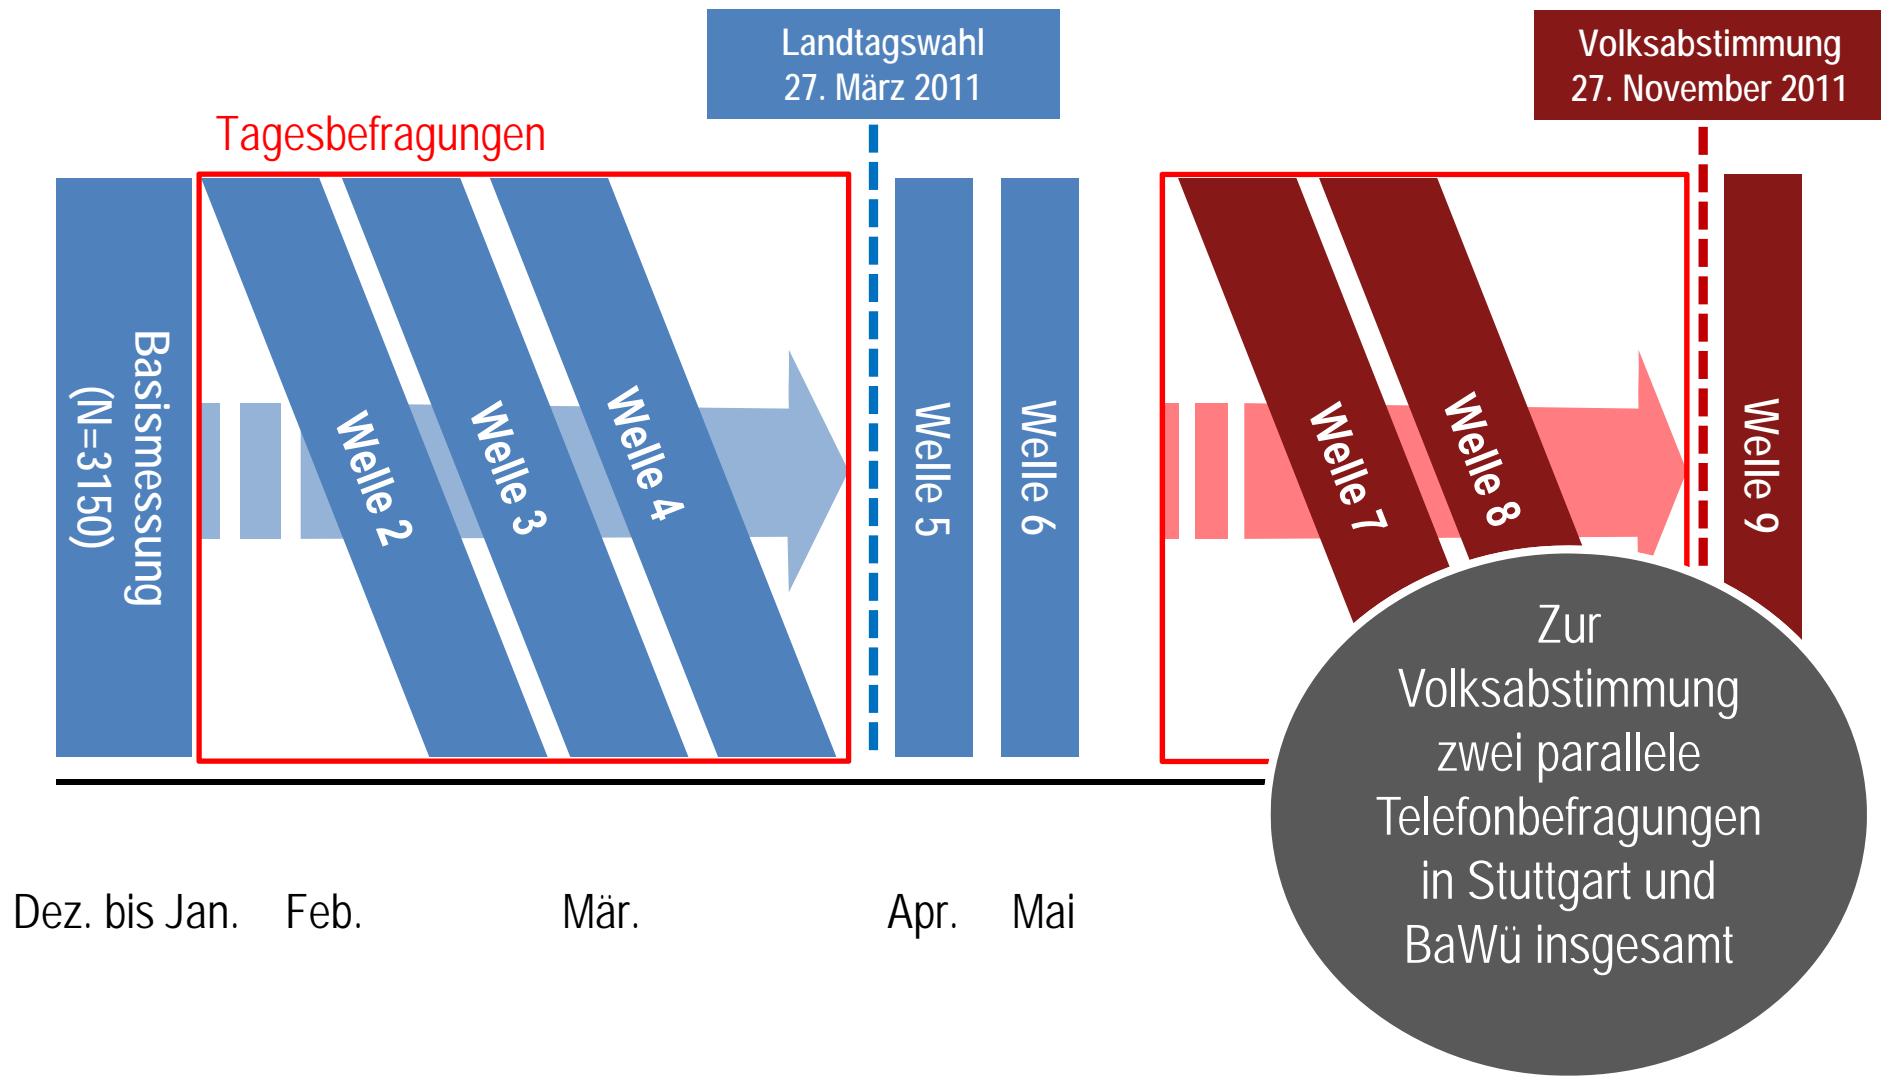 Landtagswahl
27. März 2011
Volksabstimmung
27. November 2011
Tagesbefragungen
Basismessung
(N=3150)
Welle 2
Welle 3
Welle 4
Welle 5
Welle 6
Welle 7
Welle 8
Welle 9
Zur
Volksabstimmung
zwei parallele
Telefonbefragungen
in Stuttgart und
BaWü insgesamt
Dez. bis Jan.
Feb.
Mär.
Apr.
Mai